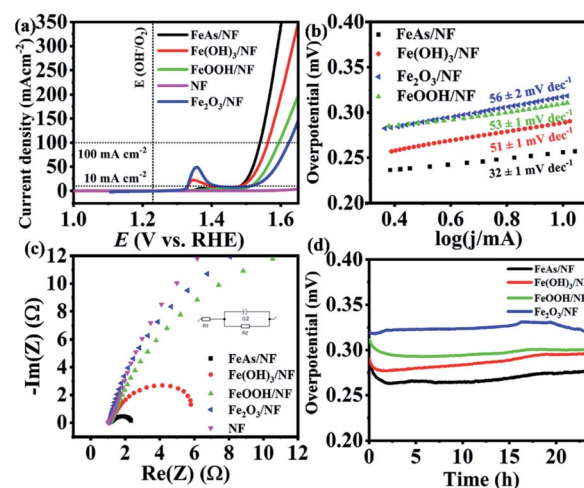 (a)
Current density (mAcm-2)
350
300
250
200
150
100
50
0
E (OH-/O2)
FeAs/NF
Fe(OH)3/NF
FeOOH/NF
NF
Fe2O3/NF
100 mA cm-2
10 mA cm-2
1.0 1.2 1.4 1.6
E (V vs. RHE)
(b)
Overpotential (mV)
0.40
0.35
0.30
0.25
0.20
FeAs/NF
Fe(OH)3/NF
Fe2O3/NF
FeOOH/NF
56 ± 2 mV dec-1
53 ± 1 mV dec-1
51 ± 1 mV dec-1
32 ± 1 mV dec-1
0.4 0.6 0.8 1.0
log(j/mA)
(c)
-Im(Z) (Ω)
12
10
8
6
4
2
0
R1
R2
FeAs/NF
Fe(OH)3/NF
FeOOH/NF
Fe2O3/NF
NF
0 2 4 6 8 10
Re(Z) (Ω)
(d)
Overpotential (mV)
0.40
0.35
0.30
0.25
0.20
FeAs/NF
Fe(OH)3/NF
FeOOH/NF
Fe2O3/NF
0 5 10 15 20
Time (h)